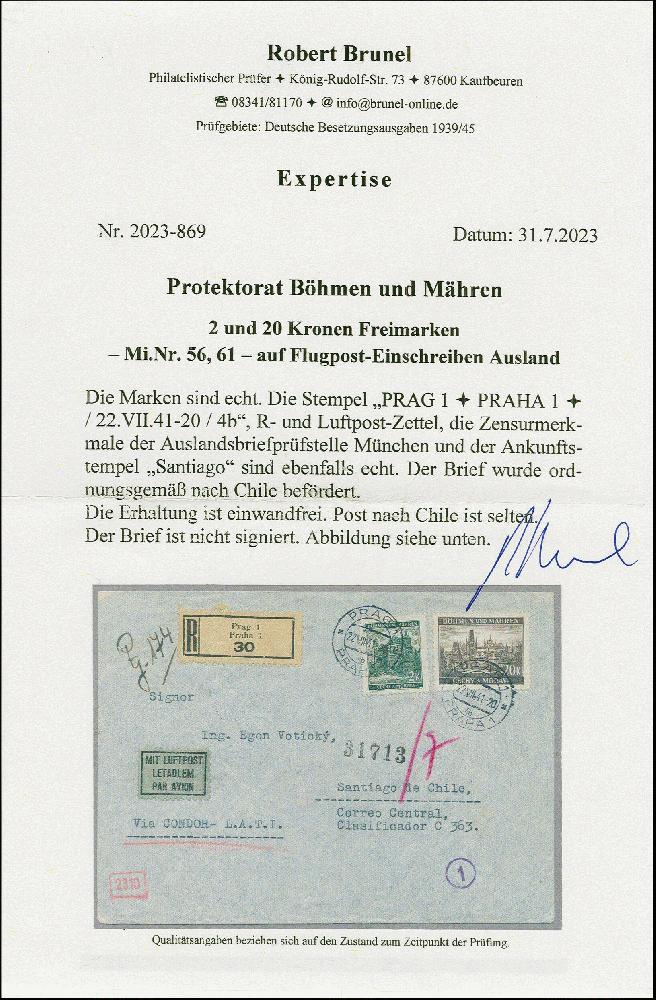 Robert Brunel
Philatelistischer Prüfer ✦ König-Rudolf-Str. 73 ✦ 87600 Kaufbeuren
☎ 08341/81170 ✦ @ info@brunel-online.de
Prüfgebiete: Deutsche Besetzungsausgaben 1939/45
Expertise
Nr. 2023-869
Datum: 31.7.2023
Protektorat Böhmen und Mähren
2 und 20 Kronen Freimarken
– Mi.Nr. 56, 61 – auf Flugpost-Einschreiben Ausland
Die Marken sind echt. Die Stempel „PRAG 1 ✦ PRAHA 1 ✦
/ 22.VII.41-20 / 4b“, R- und Luftpost-Zettel, die Zensurmerk-
male der Auslandsbriefprüfstelle München und der Ankunfts-
tempel „Santiago“ sind ebenfalls echt. Der Brief wurde ord-
nungsgemäß nach Chile befördert.
Die Erhaltung ist einwandfrei. Post nach Chile ist selten.
Der Brief ist nicht signiert. Abbildung siehe unten.
R
Prag 1
Praha 1
30
PRAG
2K
BÖHMEN UND MÄHREN
ČECHY A MORAVA
20K
PRAHA 1
Signor
Ing. Egon Votický,
31713
7
MIT LUFTPOST
LETADLEM
PAR AVION
Santiago de Chile,
Correo Central,
Clasificador C 363.
Via CONDOR- L.A.T.I.
2310
1
Qualitätsangaben beziehen sich auf den Zustand zum Zeitpunkt der Prüfung.